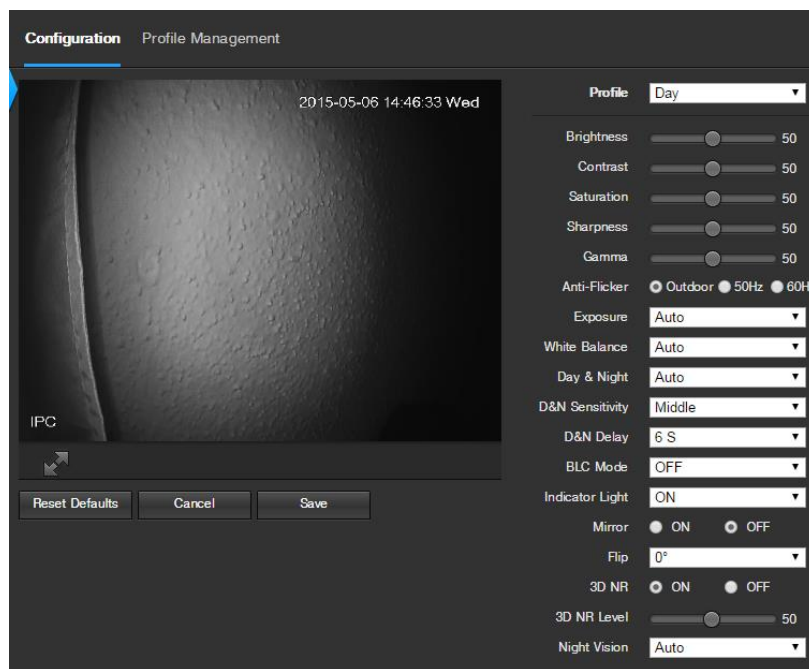 Configuration Profile Management
2015-05-06 14:46:33 Wed
IPC
Reset Defaults Cancel Save
Profile Day
Brightness 50
Contrast 50
Saturation 50
Sharpness 50
Gamma 50
Anti-Flicker Outdoor 50Hz 60H
Exposure Auto
White Balance Auto
Day & Night Auto
D&N Sensitivity Middle
D&N Delay 6 S
BLC Mode OFF
Indicator Light ON
Mirror ON OFF
Flip 0°
3D NR ON OFF
3D NR Level 50
Night Vision Auto